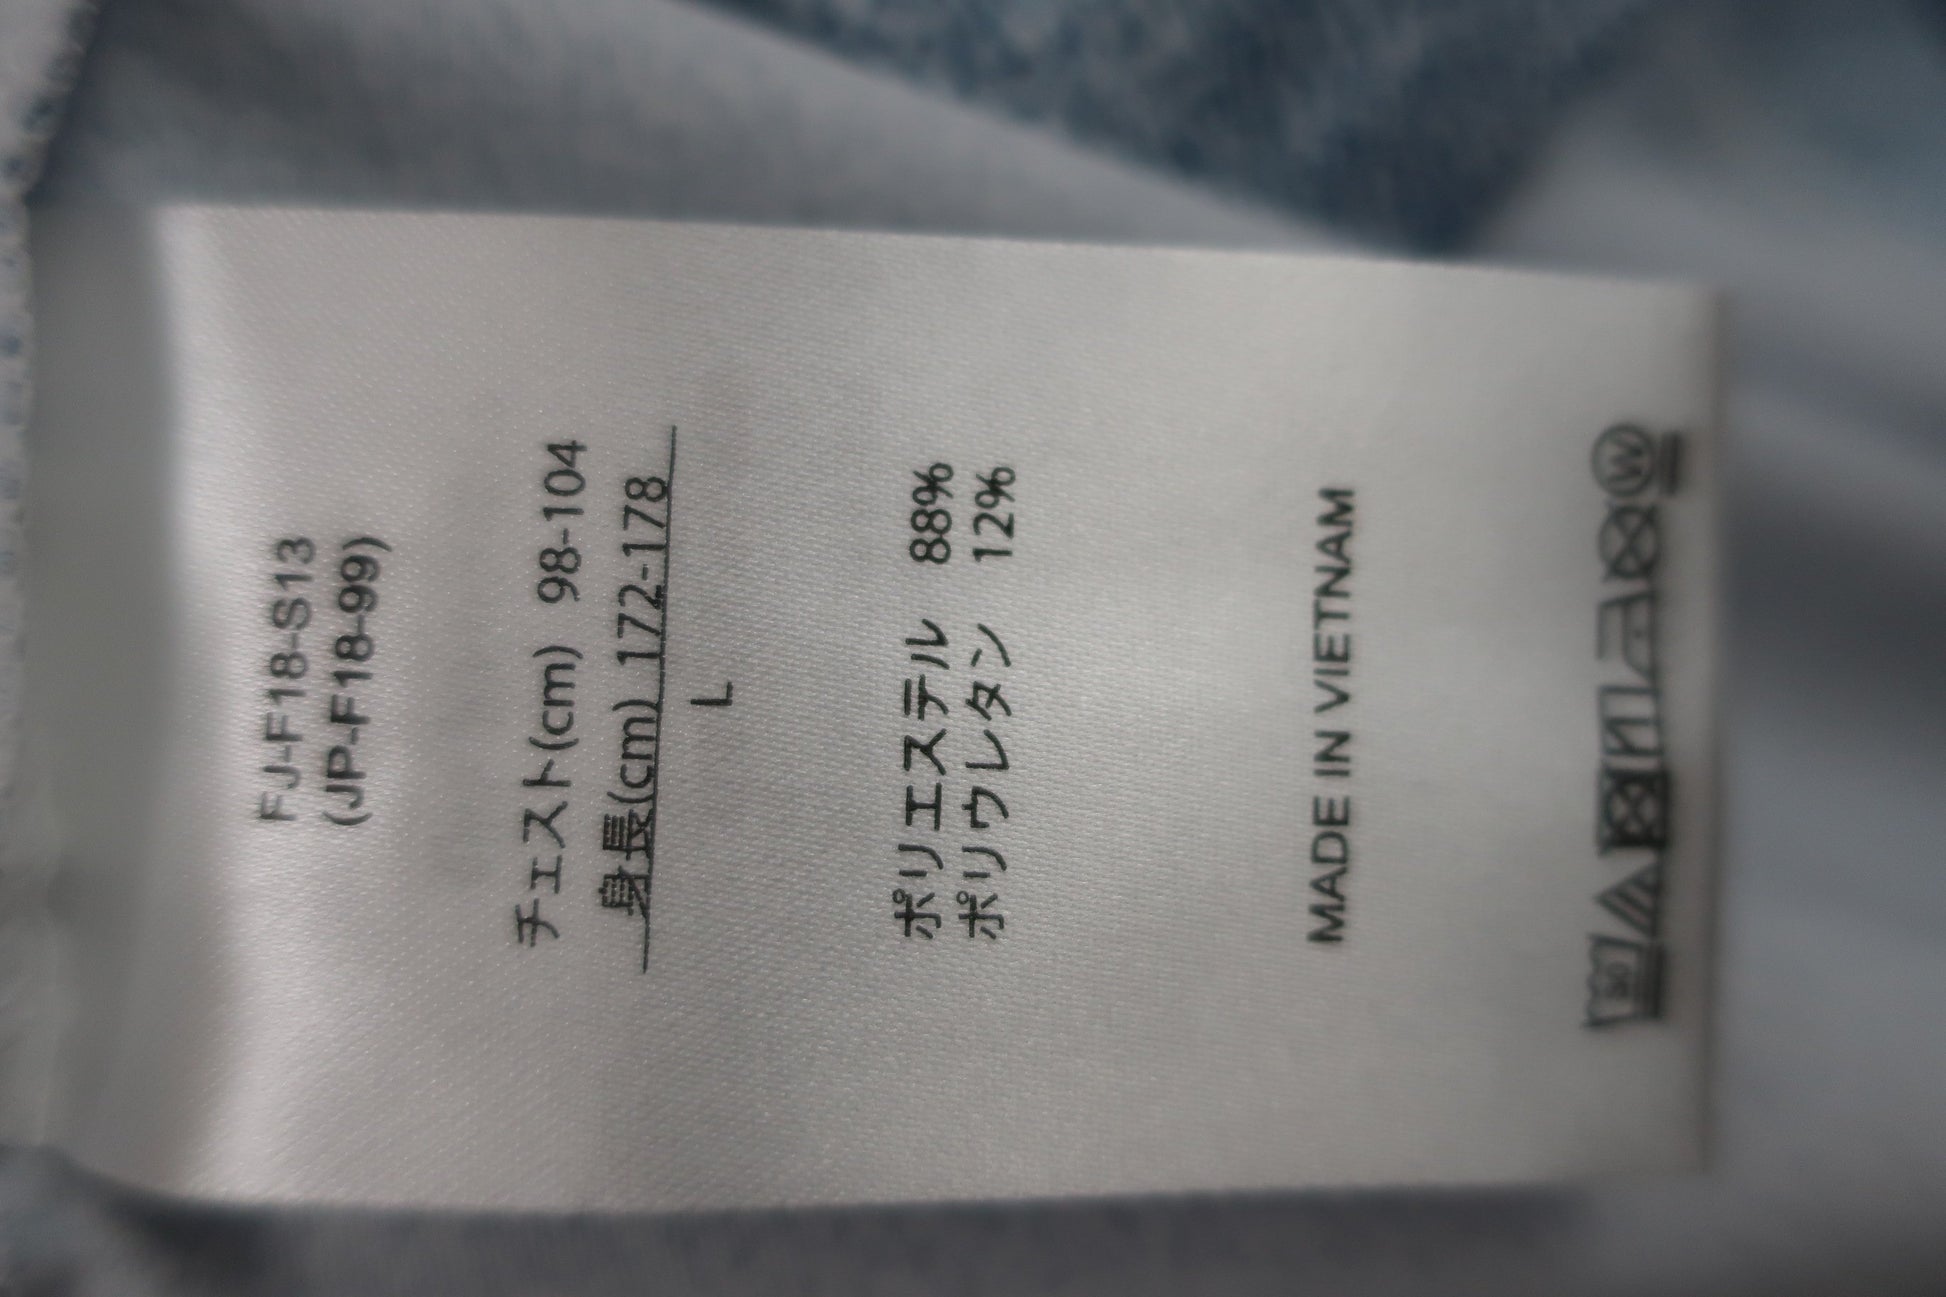 FJ-F18-S13
(JP-F18-99)
チェスト(cm) 98-104
身長(cm) 172-178
L
ポリエステル 88%
ポリウレタン 12%
MADE IN VIETNAM
W